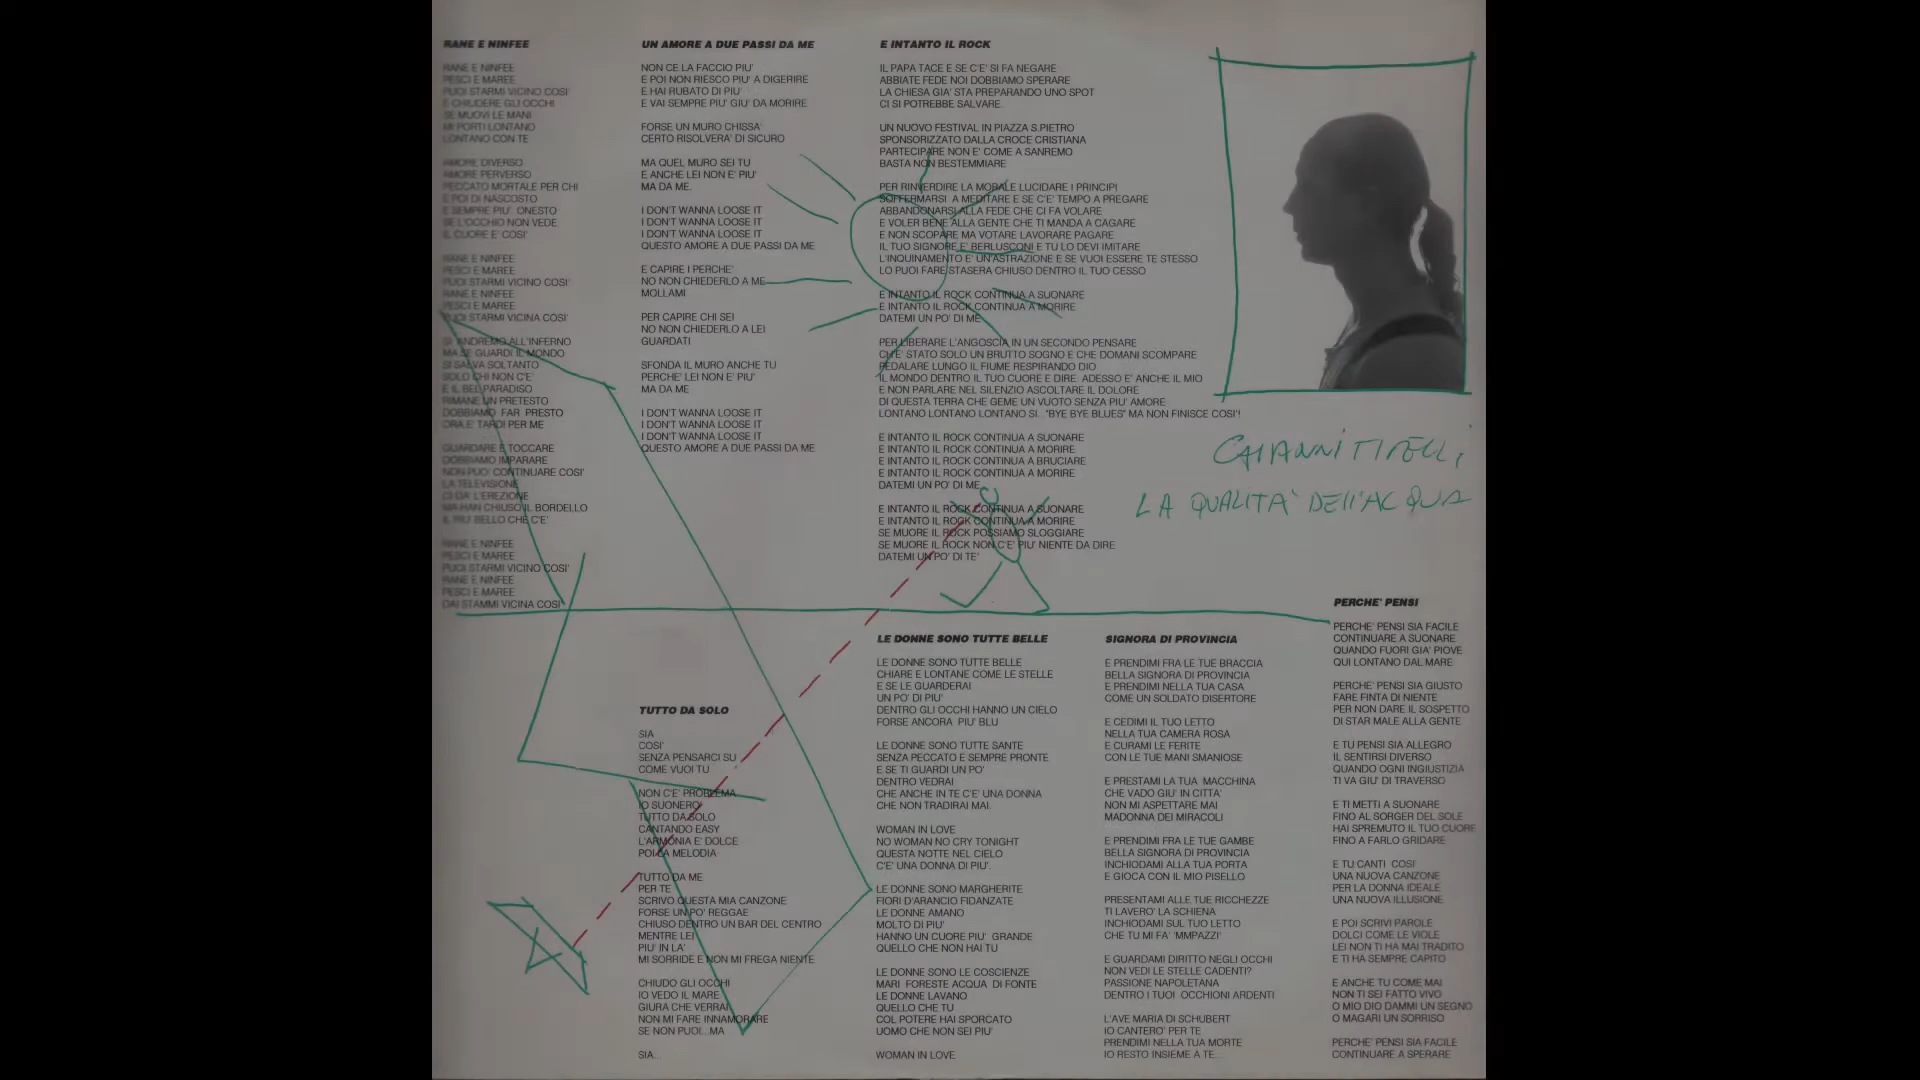 RANE E NINFEE
RANE E NINFEE
PESCI E MAREE
PUOI STARMI VICINO COSI'
E CHIUDERE GLI OCCHI
SE MUOVI LE MANI
MI PORTI LONTANO
LONTANO CON TE
AMORE DIVERSO
AMORE PERVERSO
PECCATO MORTALE PER CHI
E POI DI NASCOSTO
E SEMPRE PIU' ONESTO
SE L'OCCHIO NON VEDE
IL CUORE E' COSI'
RANE E NINFEE
PESCI E MAREE
PUOI STARMI VICINO COSI'
RANE E NINFEE
PESCI E MAREE
PUOI STARMI VICINA COSI'
SI ANDREMO ALL'INFERNO
MA SE GUARDI IL MONDO
SI SALVA SOLTANTO
SOLO CHI NON C'E'
E IL BEL PARADISO
RIMANE UN PRETESTO
DOBBIAMO FAR PRESTO
ORA E' TARDI PER ME
GUARDARE E TOCCARE
DOBBIAMO IMPARARE
NON PUO' CONTINUARE COSI'
LA TELEVISIONE
CI DA' L'EREZIONE
MA HAN CHIUSO IL BORDELLO
IL PIU' BELLO CHE C'E'
RANE E NINFEE
PESCI E MAREE
PUOI STARMI VICINO COSI'
RANE E NINFEE
PESCI E MAREE
DAI STAMMI VICINA COSI'
UN AMORE A DUE PASSI DA ME
NON CE LA FACCIO PIU'
E POI NON RIESCO PIU' A DIGERIRE
E HAI RUBATO DI PIU'
E VAI SEMPRE PIU' GIU' DA MORIRE
FORSE UN MURO CHISSA'
CERTO RISOLVERA' DI SICURO
MA QUEL MURO SEI TU
E ANCHE LEI NON E' PIU'
MA DA ME.
I DON'T WANNA LOOSE IT
I DON'T WANNA LOOSE IT
I DON'T WANNA LOOSE IT
QUESTO AMORE A DUE PASSI DA ME
E CAPIRE I PERCHE'
NO NON CHIEDERLO A ME
MOLLAMI
PER CAPIRE CHI SEI
NO NON CHIEDERLO A LEI
GUARDATI
SFONDA IL MURO ANCHE TU
PERCHE' LEI NON E' PIU'
MA DA ME
I DON'T WANNA LOOSE IT
I DON'T WANNA LOOSE IT
I DON'T WANNA LOOSE IT
QUESTO AMORE A DUE PASSI DA ME
E INTANTO IL ROCK
IL PAPA TACE E SE C'E' SI FA NEGARE
ABBIATE FEDE NOI DOBBIAMO SPERARE
LA CHIESA GIA' STA PREPARANDO UNO SPOT
CI SI POTREBBE SALVARE.
UN NUOVO FESTIVAL IN PIAZZA S.PIETRO
SPONSORIZZATO DALLA CROCE CRISTIANA
PARTECIPARE NON E' COME A SANREMO
BASTA NON BESTEMMIARE
PER RINVERDIRE LA MORALE LUCIDARE I PRINCIPI
SOFFERMARSI A MEDITARE E SE C'E' TEMPO A PREGARE
ABBANDONARSI ALLA FEDE CHE CI FA VOLARE
E VOLER BENE ALLA GENTE CHE TI MANDA A CAGARE
E NON SCOPARE MA VOTARE LAVORARE PAGARE
IL TUO SIGNORE E' BERLUSCONI E TU LO DEVI IMITARE
L'INQUINAMENTO E' UN'ASTRAZIONE E SE VUOI ESSERE TE STESSO
LO PUOI FARE STASERA CHIUSO DENTRO IL TUO CESSO
E INTANTO IL ROCK CONTINUA A SUONARE
E INTANTO IL ROCK CONTINUA A MORIRE
DATEMI UN PO' DI ME
PER LIBERARE L'ANGOSCIA IN UN SECONDO PENSARE
CH'E' STATO SOLO UN BRUTTO SOGNO E CHE DOMANI SCOMPARE
PEDALARE LUNGO IL FIUME RESPIRANDO DIO
IL MONDO DENTRO IL TUO CUORE E DIRE: ADESSO E' ANCHE IL MIO
E NON PARLARE NEL SILENZIO ASCOLTARE IL DOLORE
DI QUESTA TERRA CHE GEME UN VUOTO SENZA PIU' AMORE
LONTANO LONTANO LONTANO SI... "BYE BYE BLUES" MA NON FINISCE COSI'!
E INTANTO IL ROCK CONTINUA A SUONARE
E INTANTO IL ROCK CONTINUA A MORIRE
E INTANTO IL ROCK CONTINUA A BRUCIARE
E INTANTO IL ROCK CONTINUA A MORIRE
DATEMI UN PO' DI ME
E INTANTO IL ROCK CONTINUA A SUONARE
E INTANTO IL ROCK CONTINUA A MORIRE
SE MUORE IL ROCK POSSIAMO SLOGGIARE
SE MUORE IL ROCK NON C'E' PIU' NIENTE DA DIRE
DATEMI UN PO' DI TE'
GIANNI TIRELLI
LA QUALITA' DELL'ACQUA
TUTTO DA SOLO
SIA
COSI'
SENZA PENSARCI SU
COME VUOI TU
NON C'E' PROBLEMA
IO SUONERO'
TUTTO DA SOLO
CANTANDO EASY
L'ARMONIA E' DOLCE
POI LA MELODIA
TUTTO DA ME
PER TE
SCRIVO QUESTA MIA CANZONE
FORSE UN PO' REGGAE
CHIUSO DENTRO UN BAR DEL CENTRO
MENTRE LEI
PIU' IN LA'
MI SORRIDE E NON MI FREGA NIENTE
CHIUDO GLI OCCHI
IO VEDO IL MARE
GIURA CHE VERRAI
NON MI FARE INNAMORARE
SE NON PUOI...MA
SIA...
LE DONNE SONO TUTTE BELLE
LE DONNE SONO TUTTE BELLE
CHIARE E LONTANE COME LE STELLE
E SE LE GUARDERAI
UN PO' DI PIU'
DENTRO GLI OCCHI HANNO UN CIELO
FORSE ANCORA PIU' BLU
LE DONNE SONO TUTTE SANTE
SENZA PECCATO E SEMPRE PRONTE
E SE TI GUARDI UN PO'
DENTRO VEDRAI
CHE ANCHE IN TE C'E' UNA DONNA
CHE NON TRADIRAI MAI.
WOMAN IN LOVE
NO WOMAN NO CRY TONIGHT
QUESTA NOTTE NEL CIELO
C'E' UNA DONNA DI PIU'.
LE DONNE SONO MARGHERITE
FIORI D'ARANCIO FIDANZATE
LE DONNE AMANO
MOLTO DI PIU'
HANNO UN CUORE PIU' GRANDE
QUELLO CHE NON HAI TU
LE DONNE SONO LE COSCIENZE
MARI FORESTE ACQUA DI FONTE
LE DONNE LAVANO
QUELLO CHE TU
COL POTERE HAI SPORCATO
UOMO CHE NON SEI PIU'
WOMAN IN LOVE
SIGNORA DI PROVINCIA
E PRENDIMI FRA LE TUE BRACCIA
BELLA SIGNORA DI PROVINCIA
E PRENDIMI NELLA TUA CASA
COME UN SOLDATO DISERTORE
E CEDIMI IL TUO LETTO
NELLA TUA CAMERA ROSA
E CURAMI LE FERITE
CON LE TUE MANI SMANIOSE
E PRESTAMI LA TUA MACCHINA
CHE VADO GIU' IN CITTA'
NON MI ASPETTARE MAI
MADONNA DEI MIRACOLI
E PRENDIMI FRA LE TUE GAMBE
BELLA SIGNORA DI PROVINCIA
INCHIODAMI ALLA TUA PORTA
E GIOCA CON IL MIO PISELLO
PRESENTAMI ALLE TUE RICCHEZZE
TI LAVERO' LA SCHIENA
INCHIODAMI SUL TUO LETTO
CHE TU MI FA' 'MMPAZZI'
E GUARDAMI DIRITTO NEGLI OCCHI
NON VEDI LE STELLE CADENTI?
PASSIONE NAPOLETANA
DENTRO I TUOI OCCHIONI ARDENTI
L'AVE MARIA DI SCHUBERT
IO CANTERO' PER TE
PRENDIMI NELLA TUA MORTE
IO RESTO INSIEME A TE...
PERCHE' PENSI
PERCHE' PENSI SIA FACILE
CONTINUARE A SUONARE
QUANDO FUORI GIA' PIOVE
QUI LONTANO DAL MARE
PERCHE' PENSI SIA GIUSTO
FARE FINTA DI NIENTE
PER NON DARE IL SOSPETTO
DI STAR MALE ALLA GENTE
E TU PENSI SIA ALLEGRO
IL SENTIRSI DIVERSO
QUANDO OGNI INGIUSTIZIA
TI VA GIU' DI TRAVERSO
E TI METTI A SUONARE
FINO AL SORGER DEL SOLE
HAI SPREMUTO IL TUO CUORE
FINO A FARLO GRIDARE
E TU CANTI COSI'
UNA NUOVA CANZONE
PER LA DONNA IDEALE
UNA NUOVA ILLUSIONE
E POI SCRIVI PAROLE
DOLCI COME LE VIOLE
LEI NON TI HA MAI TRADITO
E TI HA SEMPRE CAPITO
E ANCHE TU COME MAI
NON TI SEI FATTO VIVO
O MIO DIO DAMMI UN SEGNO
O MAGARI UN SORRISO
PERCHE' PENSI SIA FACILE
CONTINUARE A SPERARE